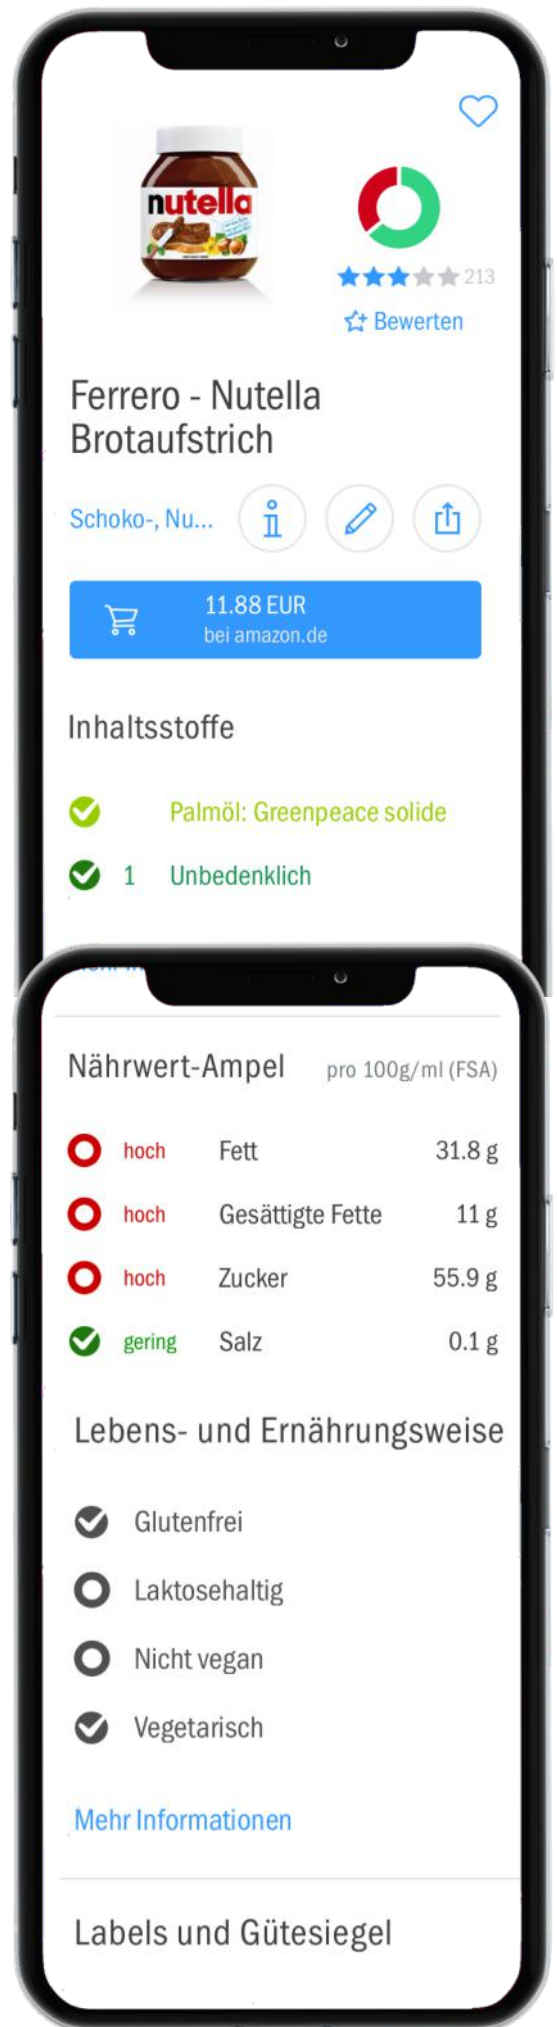 nutella
213
Bewerten
Ferrero - Nutella
Brotaufstrich
Schoko-, Nu...
11.88 EUR
bei amazon.de
Inhaltsstoffe
Palmöl: Greenpeace solide
1 Unbedenklich
Nährwert-Ampel pro 100g/ml (FSA)
hoch Fett 31.8 g
hoch Gesättigte Fette 11 g
hoch Zucker 55.9 g
gering Salz 0.1 g
Lebens- und Ernährungsweise
Glutenfrei
Laktosehaltig
Nicht vegan
Vegetarisch
Mehr Informationen
Labels und Gütesiegel